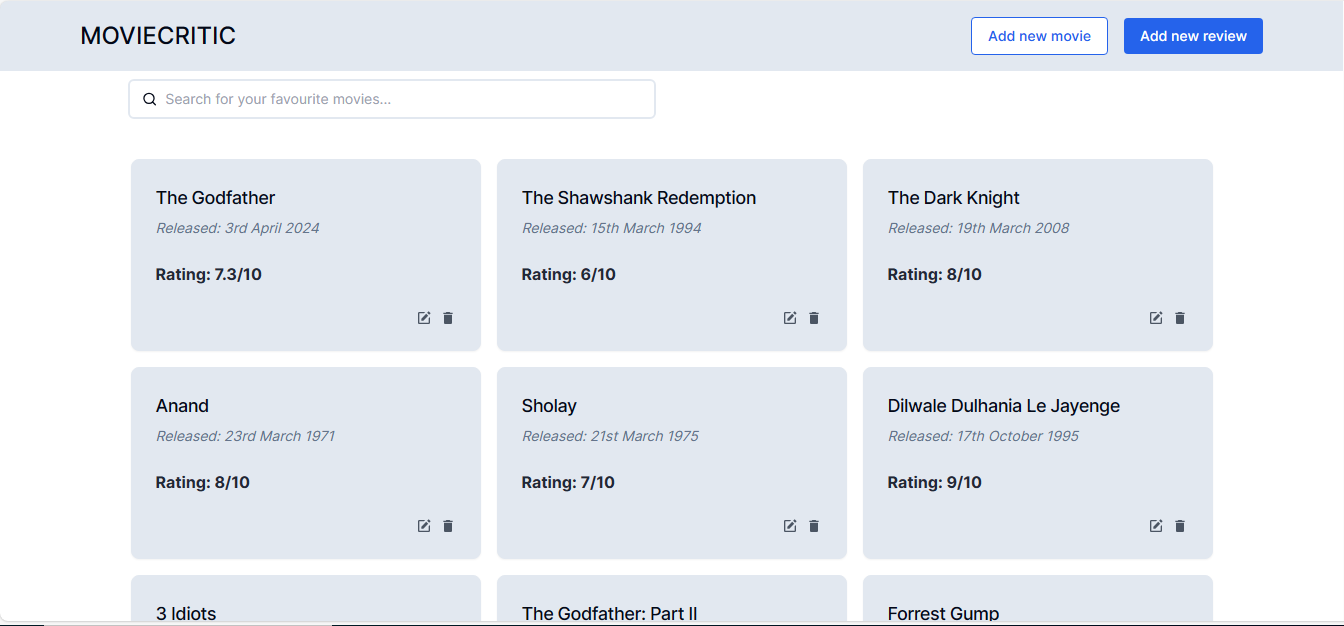 MOVIECRITIC
Add new movie
Add new review
Search for your favourite movies...
The Godfather
Released: 3rd April 2024
Rating: 7.3/10
The Shawshank Redemption
Released: 15th March 1994
Rating: 6/10
The Dark Knight
Released: 19th March 2008
Rating: 8/10
Anand
Released: 23rd March 1971
Rating: 8/10
Sholay
Released: 21st March 1975
Rating: 7/10
Dilwale Dulhania Le Jayenge
Released: 17th October 1995
Rating: 9/10
3 Idiots
The Godfather: Part II
Forrest Gump